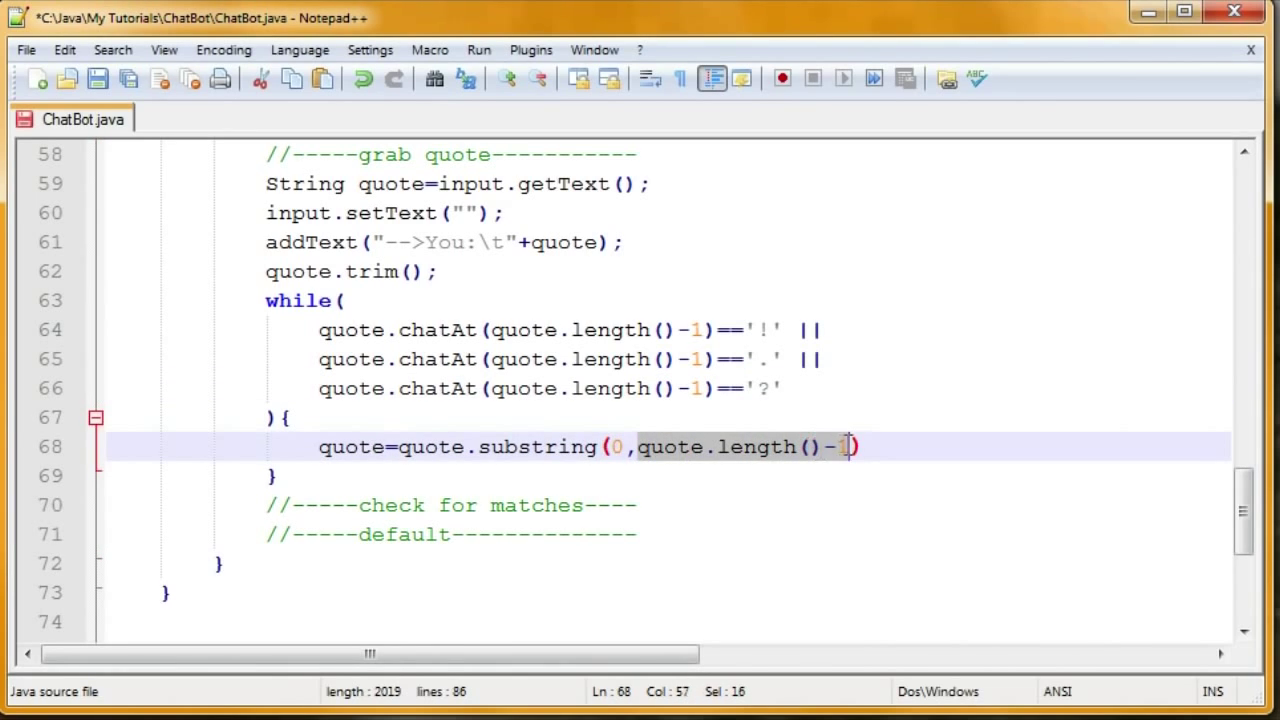 *C:\Java\My Tutorials\ChatBot\ChatBot.java - Notepad++
File Edit Search View Encoding Language Settings Macro Run Plugins Window ? X
ABC
ChatBot.java
58 //-----grab quote-----------
59 String quote=input.getText();
60 input.setText("");
61 addText("-->You:\t"+quote);
62 quote.trim();
63 while(
64 quote.chatAt(quote.length()-1)=='!' ||
65 quote.chatAt(quote.length()-1)=='.' ||
66 quote.chatAt(quote.length()-1)=='?'
67 ){
68 quote=quote.substring(0,quote.length()-1)
69 }
70 //-----check for matches----
71 //-----default--------------
72 }
73 }
74
Java source file length : 2019 lines : 86 Ln : 68 Col : 57 Sel : 16 Dos\Windows ANSI INS